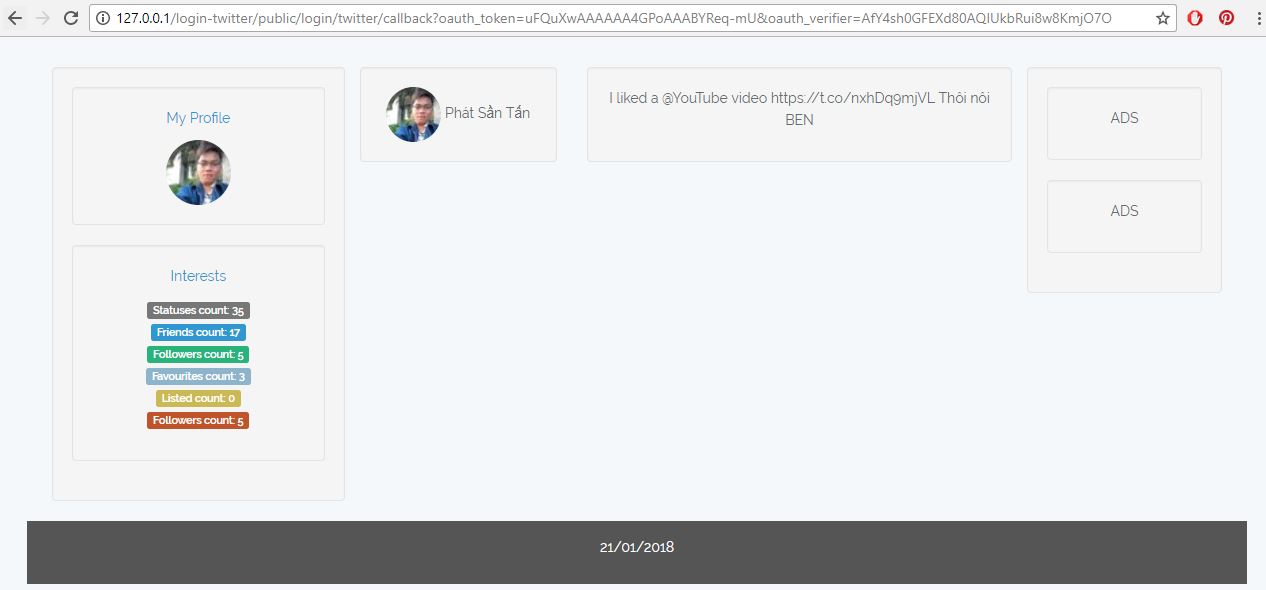 127.0.0.1/login-twitter/public/login/twitter/callback?oauth_token=uFQuXwAAAAAA4GPoAAABYReq-mU&oauth_verifier=AfY4sh0GFEXd80AQIUkbRui8w8KmjO7O
My Profile
Interests
Statuses count: 35
Friends count: 17
Followers count: 5
Favourites count: 3
Listed count: 0
Followers count: 5
Phát Sần Tấn
I liked a @YouTube video https://t.co/nxhDq9mjVL Thôi nôi
BEN
ADS
ADS
21/01/2018